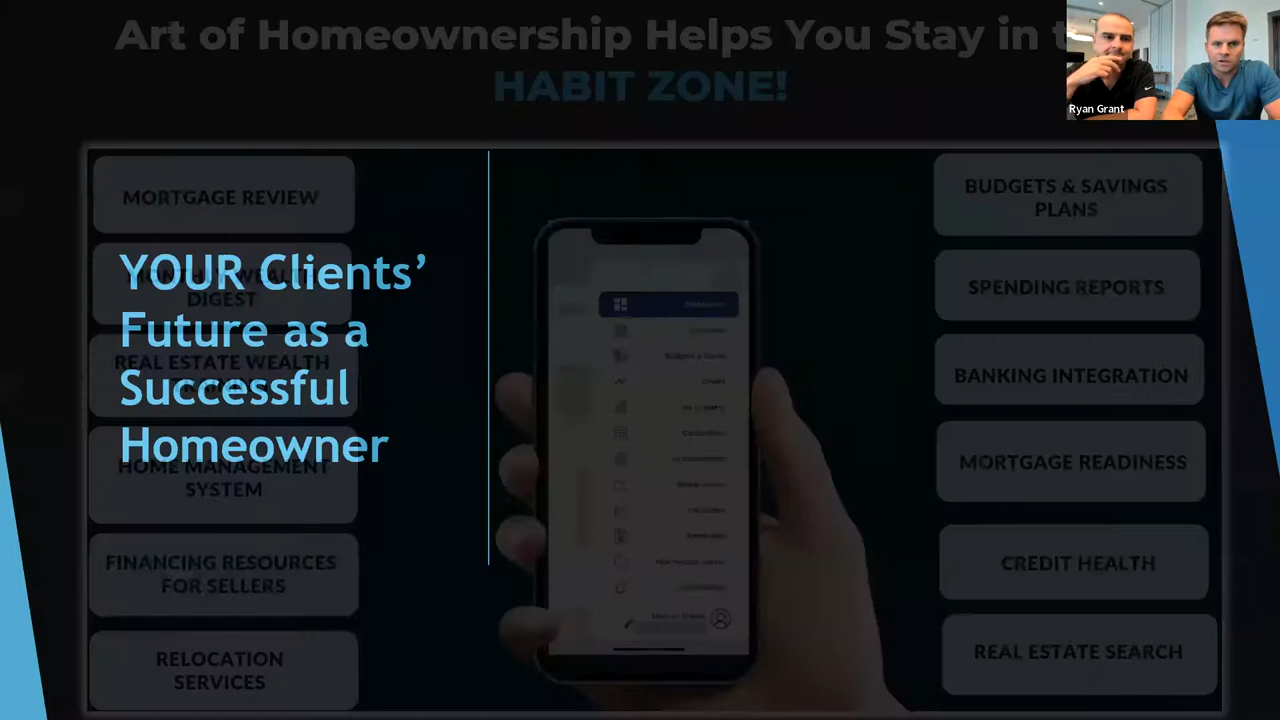 Art of Homeownership Helps You Stay in
HABIT ZONE!
Ryan Grant
MORTGAGE REVIEW
DIGEST
REAL ESTATE WEALTH
HOME MANAGEMENT
SYSTEM
FINANCING RESOURCES
FOR SELLERS
RELOCATION
SERVICES
YOUR Clients’
Future as a
Successful
Homeowner
BUDGETS & SAVINGS
PLANS
SPENDING REPORTS
BANKING INTEGRATION
MORTGAGE READINESS
CREDIT HEALTH
REAL ESTATE SEARCH